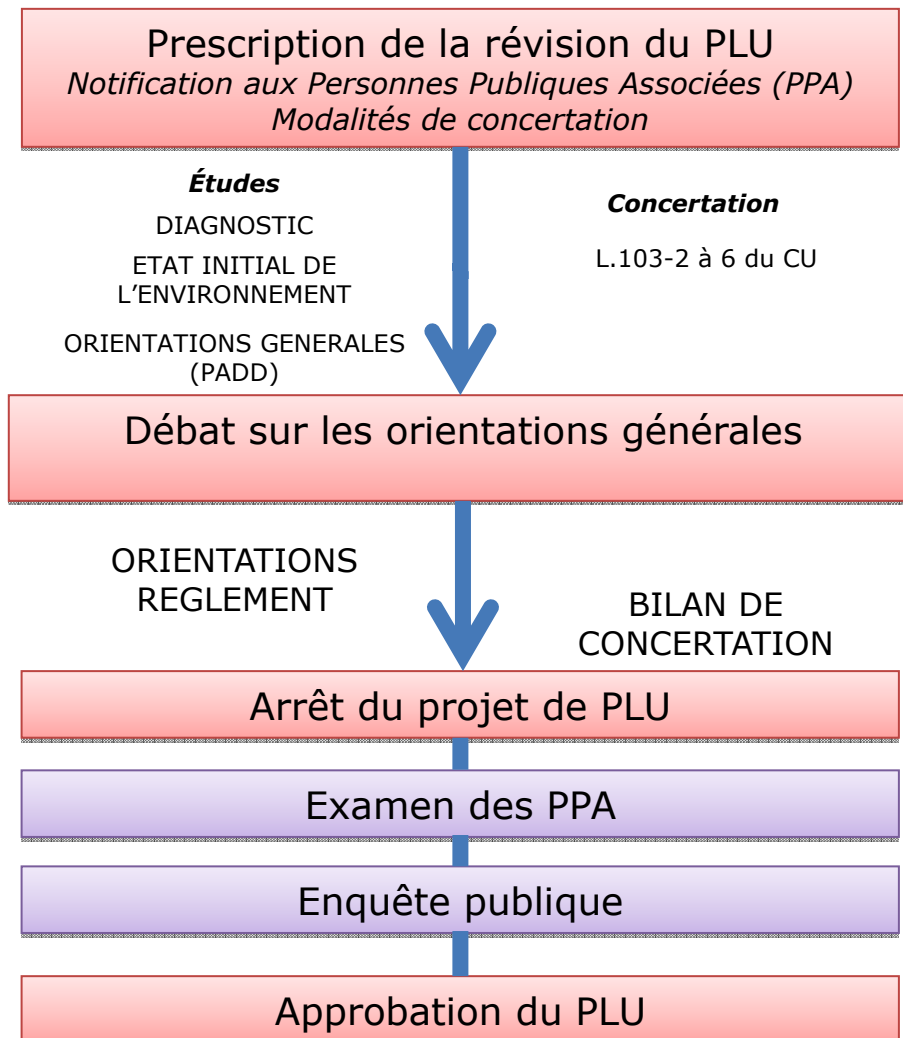 Prescription de la révision du PLU
Notification aux Personnes Publiques Associées (PPA)
Modalités de concertation
Études
DIAGNOSTIC
ETAT INITIAL DE
L'ENVIRONNEMENT
ORIENTATIONS GENERALES
(PADD)
Concertation
L.103-2 à 6 du CU
Débat sur les orientations générales
ORIENTATIONS
REGLEMENT
BILAN DE
CONCERTATION
Arrêt du projet de PLU
Examen des PPA
Enquête publique
Approbation du PLU